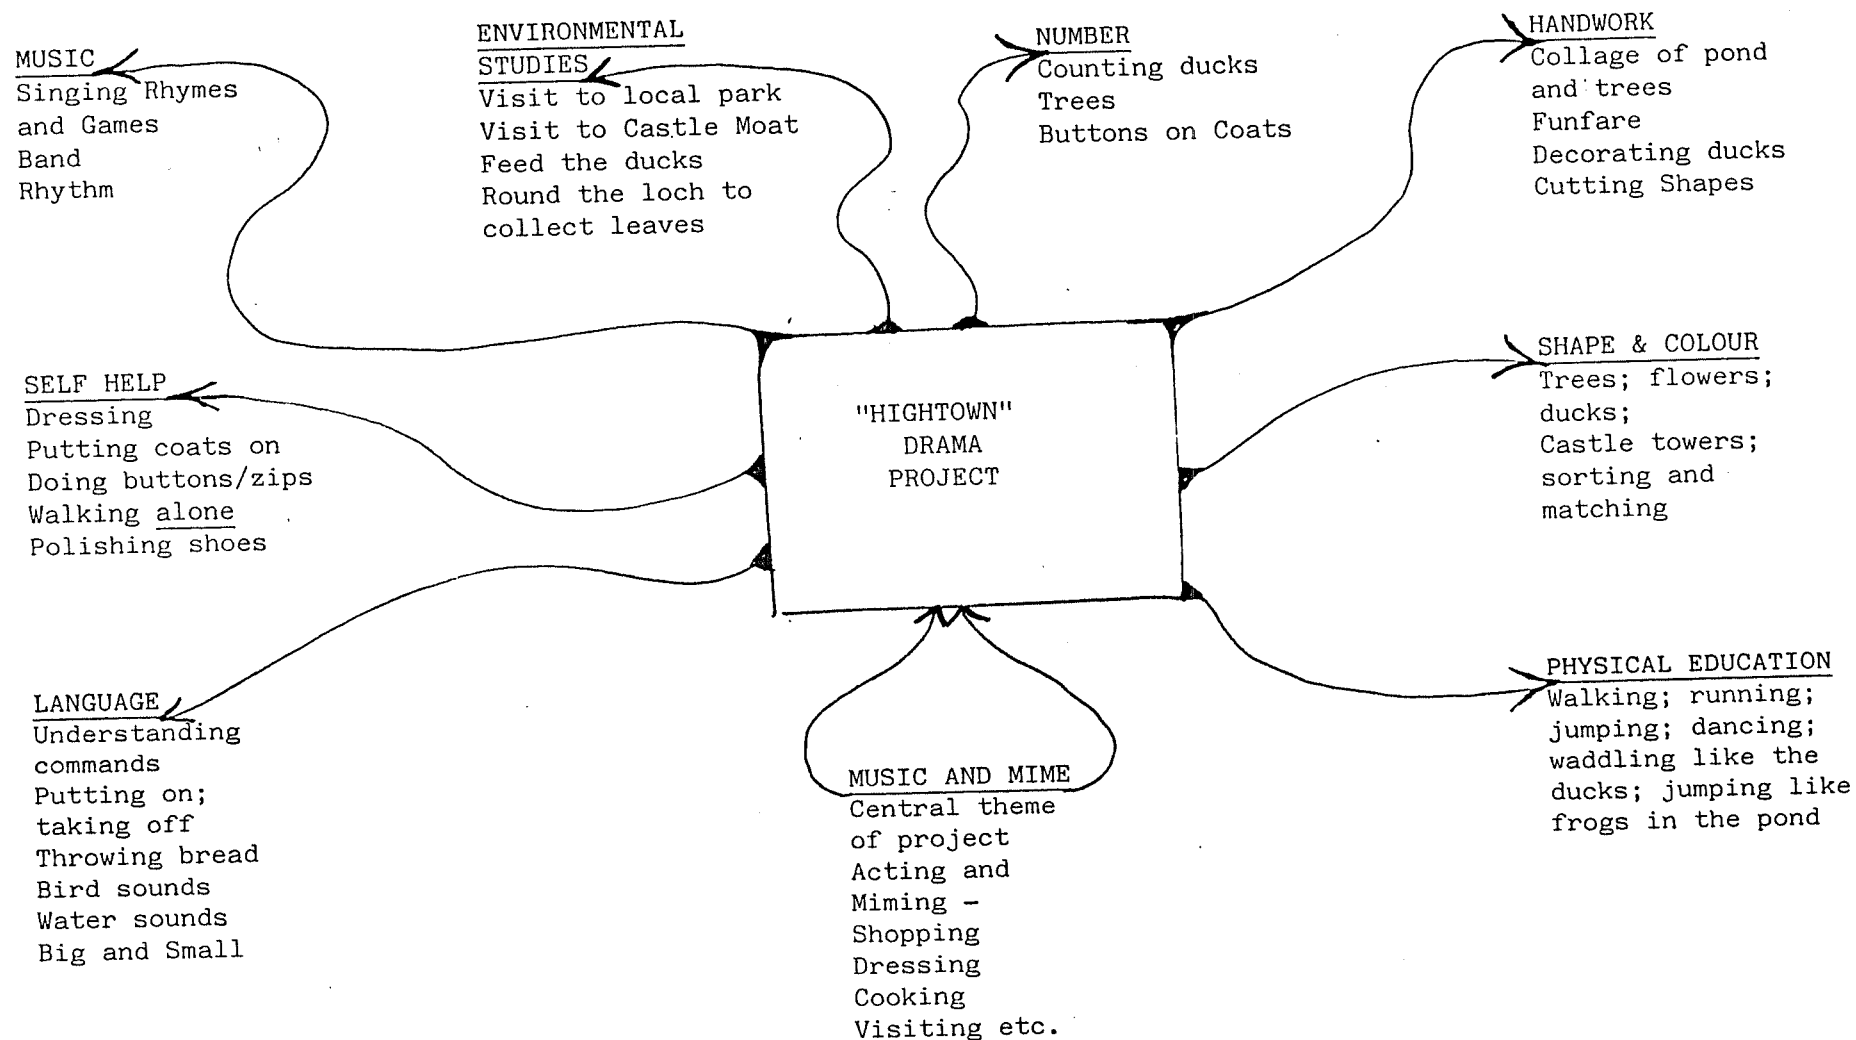 MUSIC
Singing Rhymes
and Games
Band
Rhythm
ENVIRONMENTAL
STUDIES
Visit to local park
Visit to Castle Moat
Feed the ducks
Round the loch to
collect leaves
NUMBER
Counting ducks
Trees
Buttons on Coats
HANDWORK
Collage of pond
and trees
Funfare
Decorating ducks
Cutting Shapes
SELF HELP
Dressing
Putting coats on
Doing buttons/zips
Walking alone
Polishing shoes
"HIGHTOWN"
DRAMA
PROJECT
SHAPE & COLOUR
Trees; flowers;
ducks;
Castle towers;
sorting and
matching
LANGUAGE
Understanding
commands
Putting on;
taking off
Throwing bread
Bird sounds
Water sounds
Big and Small
MUSIC AND MIME
Central theme
of project
Acting and
Miming -
Shopping
Dressing
Cooking
Visiting etc.
PHYSICAL EDUCATION
Walking; running;
jumping; dancing;
waddling like the
ducks; jumping like
frogs in the pond